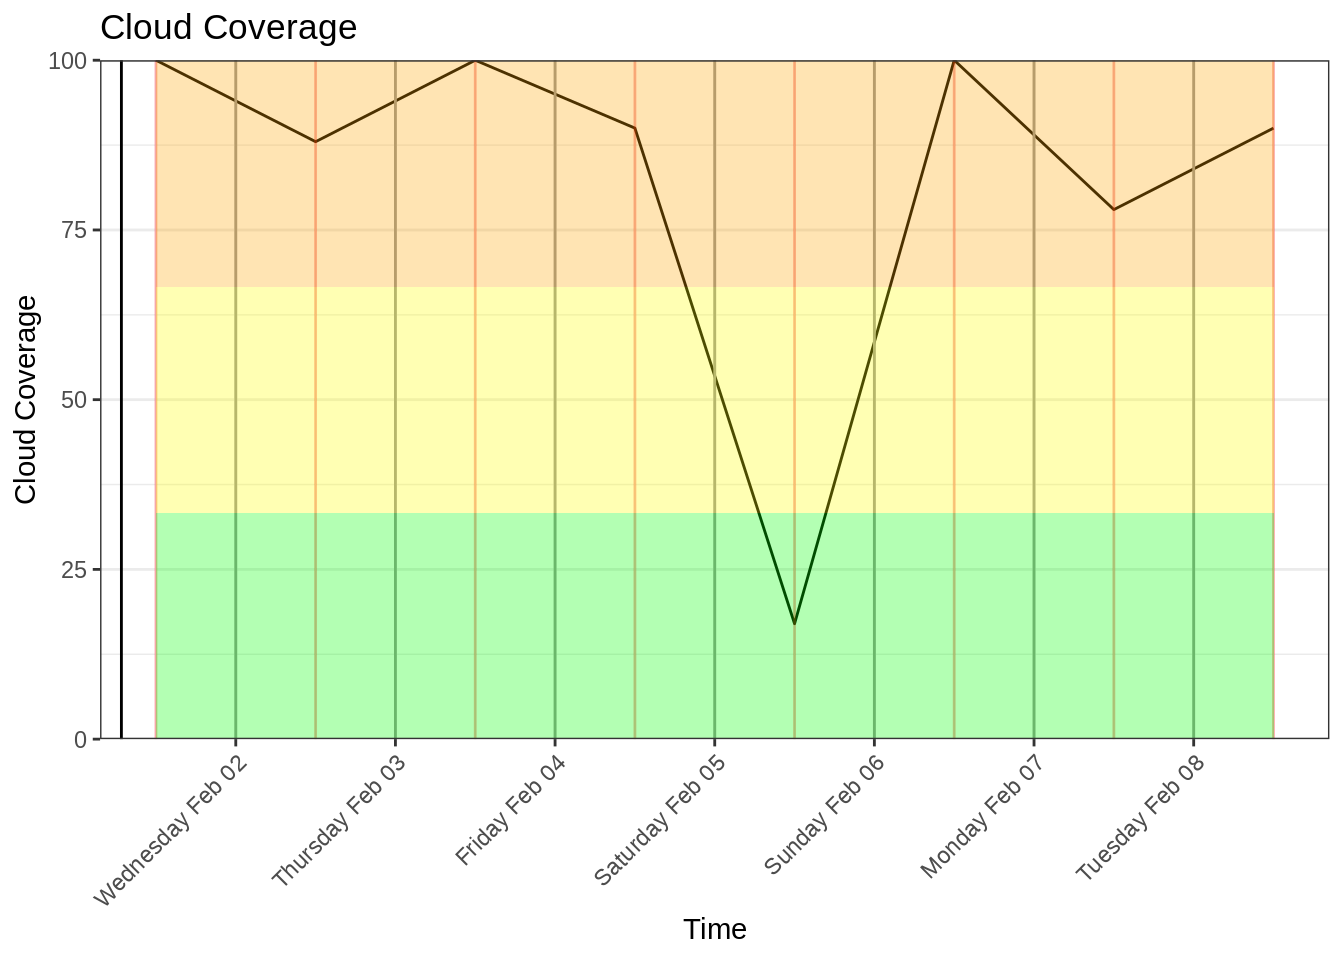 Cloud Coverage
100
75
50
25
0
Cloud Coverage
Wednesday Feb 02
Thursday Feb 03
Friday Feb 04
Saturday Feb 05
Sunday Feb 06
Monday Feb 07
Tuesday Feb 08
Time